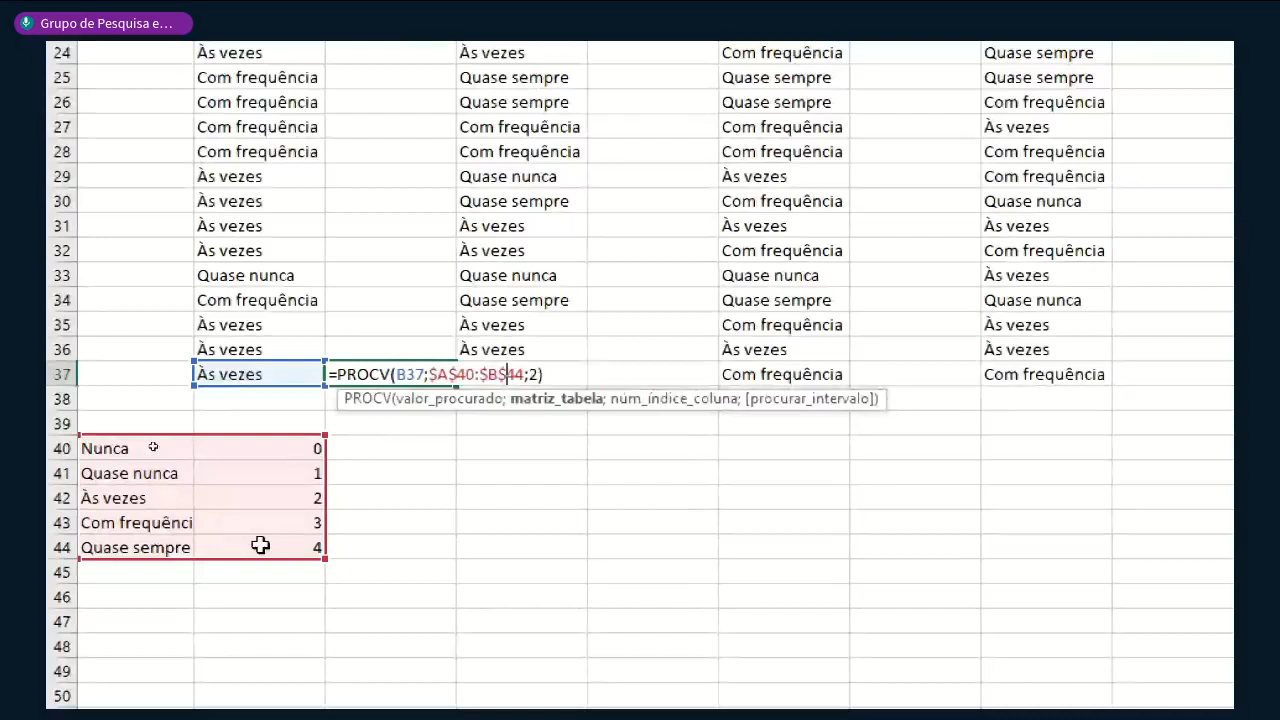 Grupo de Pesquisa e...
24 Às vezes Às vezes Com frequência Quase sempre
25 Com frequência Quase sempre Quase sempre Quase sempre
26 Com frequência Quase sempre Quase sempre Com frequência
27 Com frequência Com frequência Com frequência Às vezes
28 Com frequência Com frequência Com frequência Com frequência
29 Às vezes Quase nunca Às vezes Com frequência
30 Às vezes Quase sempre Com frequência Quase nunca
31 Às vezes Às vezes Às vezes Às vezes
32 Às vezes Às vezes Com frequência Com frequência
33 Quase nunca Quase nunca Quase nunca Às vezes
34 Com frequência Quase sempre Quase sempre Quase nunca
35 Às vezes Às vezes Com frequência Às vezes
36 Às vezes Às vezes Às vezes Às vezes
37 Às vezes =PROCV(B37;$A$40:$B$44;2) Com frequência Com frequência
38 PROCV(valor_procurado; matriz_tabela; núm_índice_coluna; [procurar_intervalo])
39
40 Nunca 0
41 Quase nunca 1
42 Às vezes 2
43 Com frequênci 3
44 Quase sempre 4
45
46
47
48
49
50